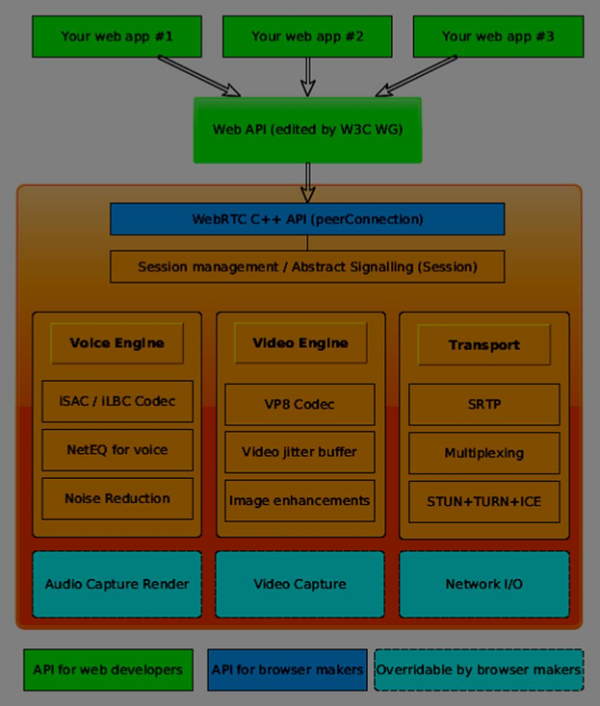 Your web app #1
Your web app #2
Your web app #3
Web API (edited by W3C WG)
WebRTC C++ API (peerConnection)
Session management / Abstract Signalling (Session)
Voice Engine
iSAC / iLBC Codec
NetEQ for voice
Noise Reduction
Video Engine
VP8 Codec
Video jitter buffer
Image enhancements
Transport
SRTP
Multiplexing
STUN+TURN+ICE
Audio Capture Render
Video Capture
Network I/O
API for web developers
API for browser makers
Overridable by browser makers